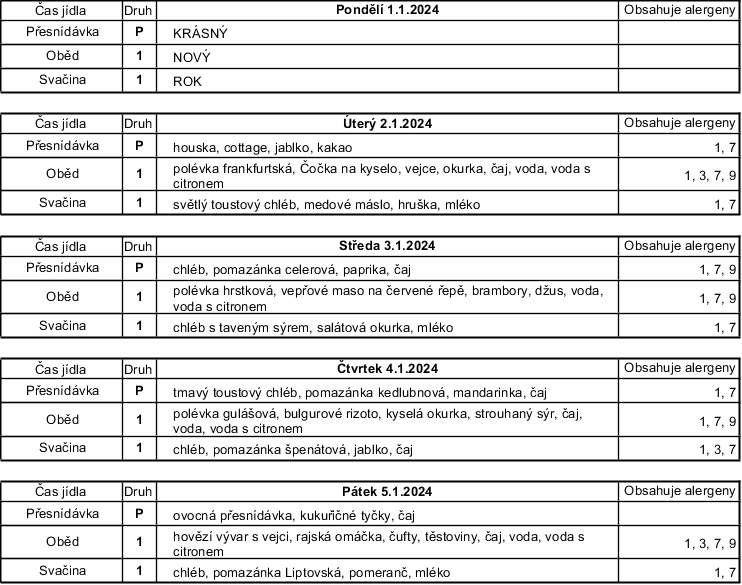 Čas jídla Druh Pondělí 1.1.2024 Obsahuje alergeny
Přesnídávka P KRÁSNÝ
Oběd 1 NOVÝ
Svačina 1 ROK
Čas jídla Druh Úterý 2.1.2024 Obsahuje alergeny
Přesnídávka P houska, cottage, jablko, kakao 1, 7
Oběd 1 polévka frankfurtská, Čočka na kyselo, vejce, okurka, čaj, voda, voda s 1, 3, 7, 9
citronem
Svačina 1 světlý toustový chléb, medové máslo, hruška, mléko 1, 7
Čas jídla Druh Středa 3.1.2024 Obsahuje alergeny
Přesnídávka P chléb, pomazánka celerová, paprika, čaj 1, 7, 9
Oběd 1 polévka hrstková, vepřové maso na červené řepě, brambory, džus, voda, 1, 7, 9
voda s citronem
Svačina 1 chléb s taveným sýrem, salátová okurka, mléko 1, 7
Čas jídla Druh Čtvrtek 4.1.2024 Obsahuje alergeny
Přesnídávka P tmavý toustový chléb, pomazánka kedlubnová, mandarinka, čaj 1, 7
Oběd 1 polévka gulášová, bulgurové rizoto, kyselá okurka, strouhaný sýr, čaj, 1, 7, 9
voda, voda s citronem
Svačina 1 chléb, pomazánka špenátová, jablko, čaj 1, 3, 7
Čas jídla Druh Pátek 5.1.2024 Obsahuje alergeny
Přesnídávka P ovocná přesnídávka, kukuřičné tyčky, čaj
Oběd 1 hovězí vývar s vejci, rajská omáčka, čufty, těstoviny, čaj, voda, voda s 1, 3, 7, 9
citronem
Svačina 1 chléb, pomazánka Liptovská, pomeranč, mléko 1, 7